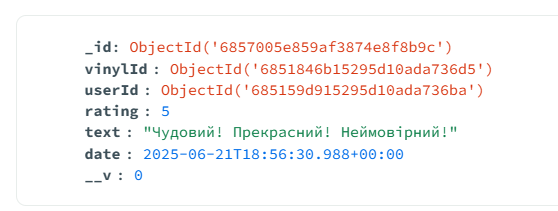 _id: ObjectId('6857005e859af3874e8f8b9c')
vinylId : ObjectId('6851846b15295d10ada736d5')
userId : ObjectId('685159d915295d10ada736ba')
rating : 5
text : "Чудовий! Прекрасний! Неймовірний!"
date : 2025-06-21T18:56:30.988+00:00
__v : 0